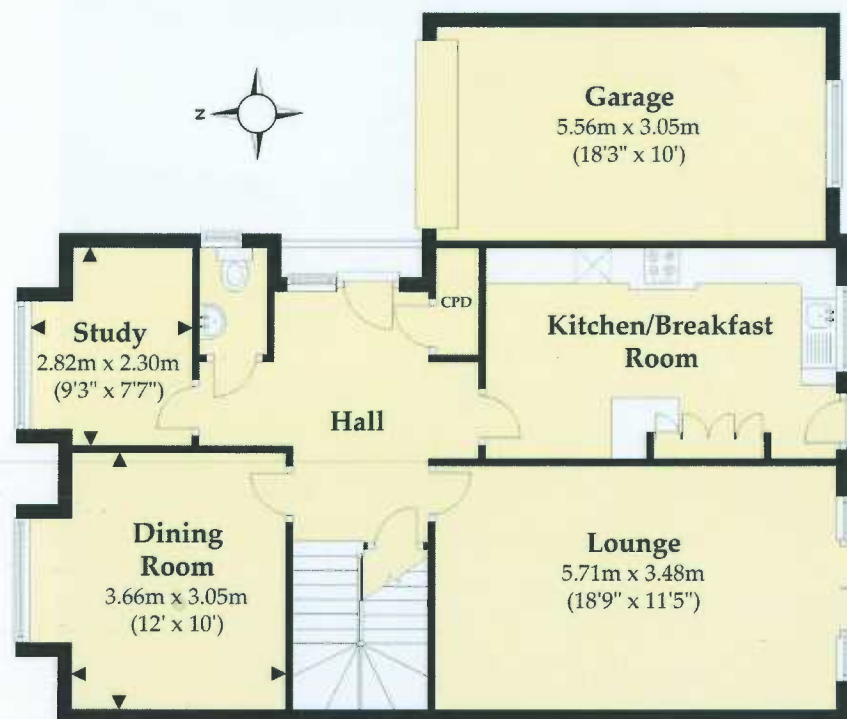 Garage
5.56m x 3.05m
(18'3" x 10')
N
CPD
Study
2.82m x 2.30m
(9'3" x 7'7")
Kitchen/Breakfast
Room
Hall
Dining
Room
3.66m x 3.05m
(12' x 10')
Lounge
5.71m x 3.48m
(18'9" x 11'5")